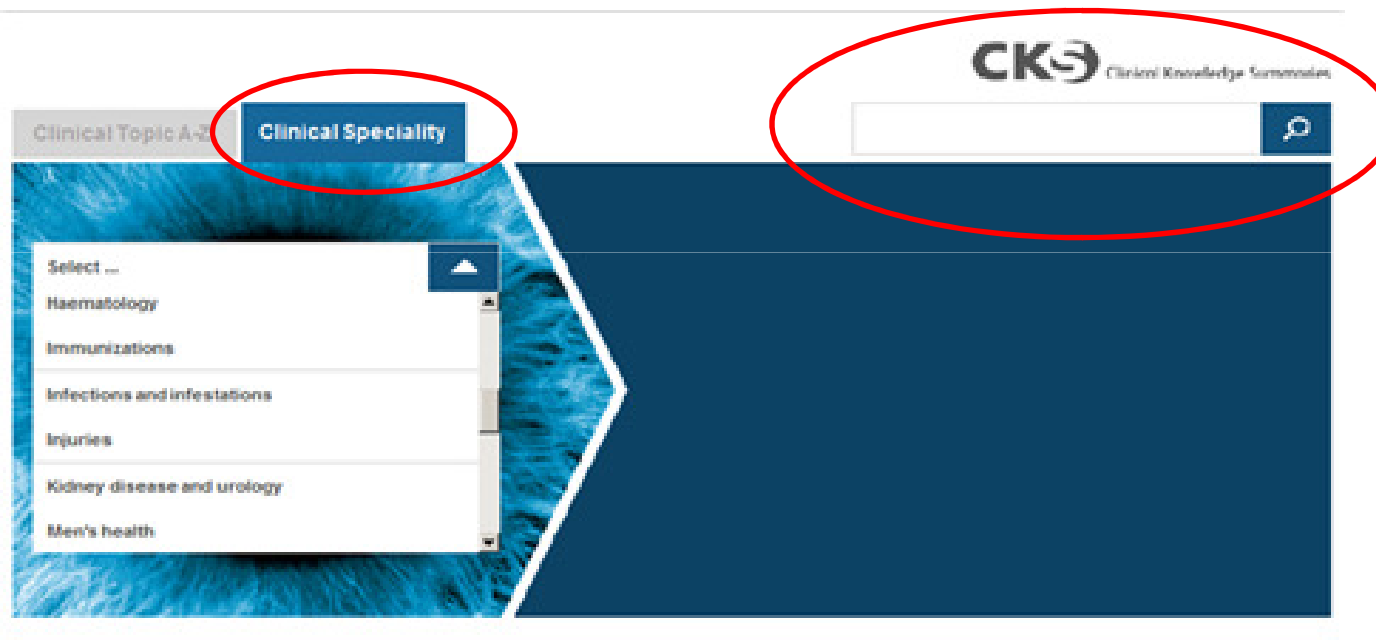 CKS Clinical Knowledge Summaries
Clinical Topic A-Z
Clinical Speciality
Select ...
Haematology
Immunizations
Infections and infestations
Injuries
Kidney disease and urology
Men's health